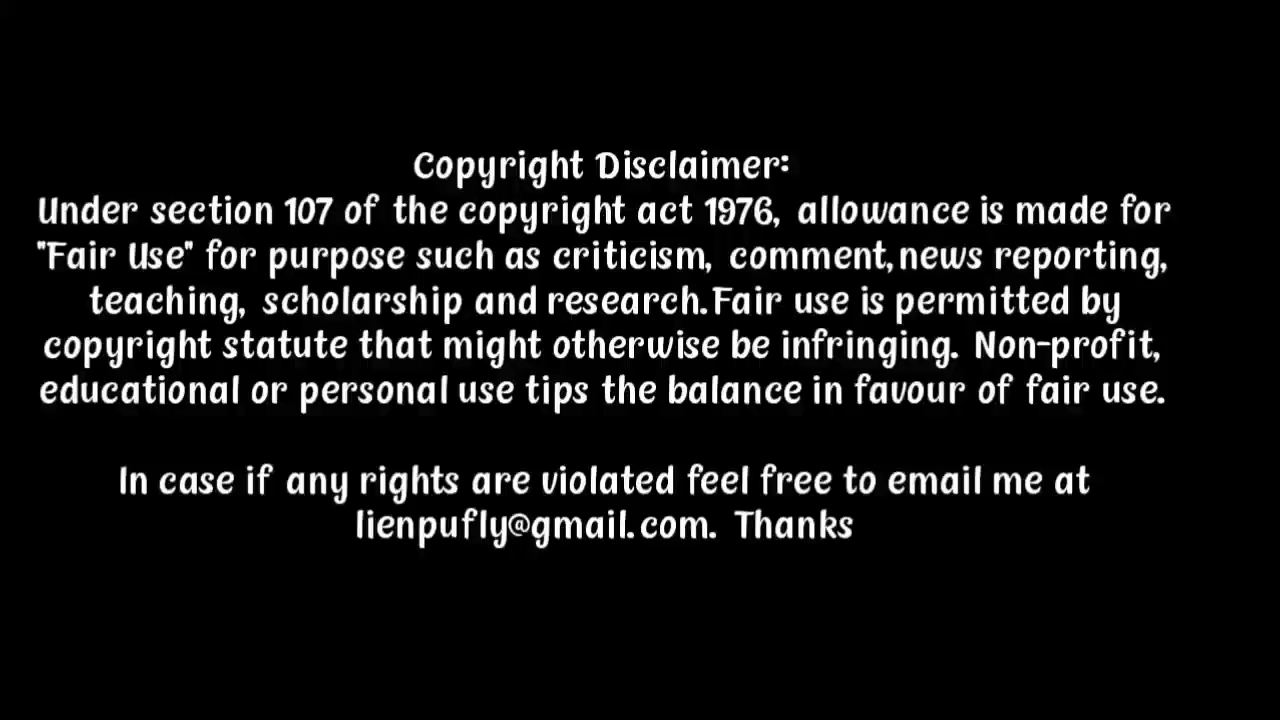 Copyright Disclaimer:
Under section 107 of the copyright act 1976, allowance is made for
"Fair Use" for purpose such as criticism, comment,news reporting,
teaching, scholarship and research.Fair use is permitted by
copyright statute that might otherwise be infringing. Non-profit,
educational or personal use tips the balance in favour of fair use.
In case if any rights are violated feel free to email me at
lienpufly@gmail.com. Thanks